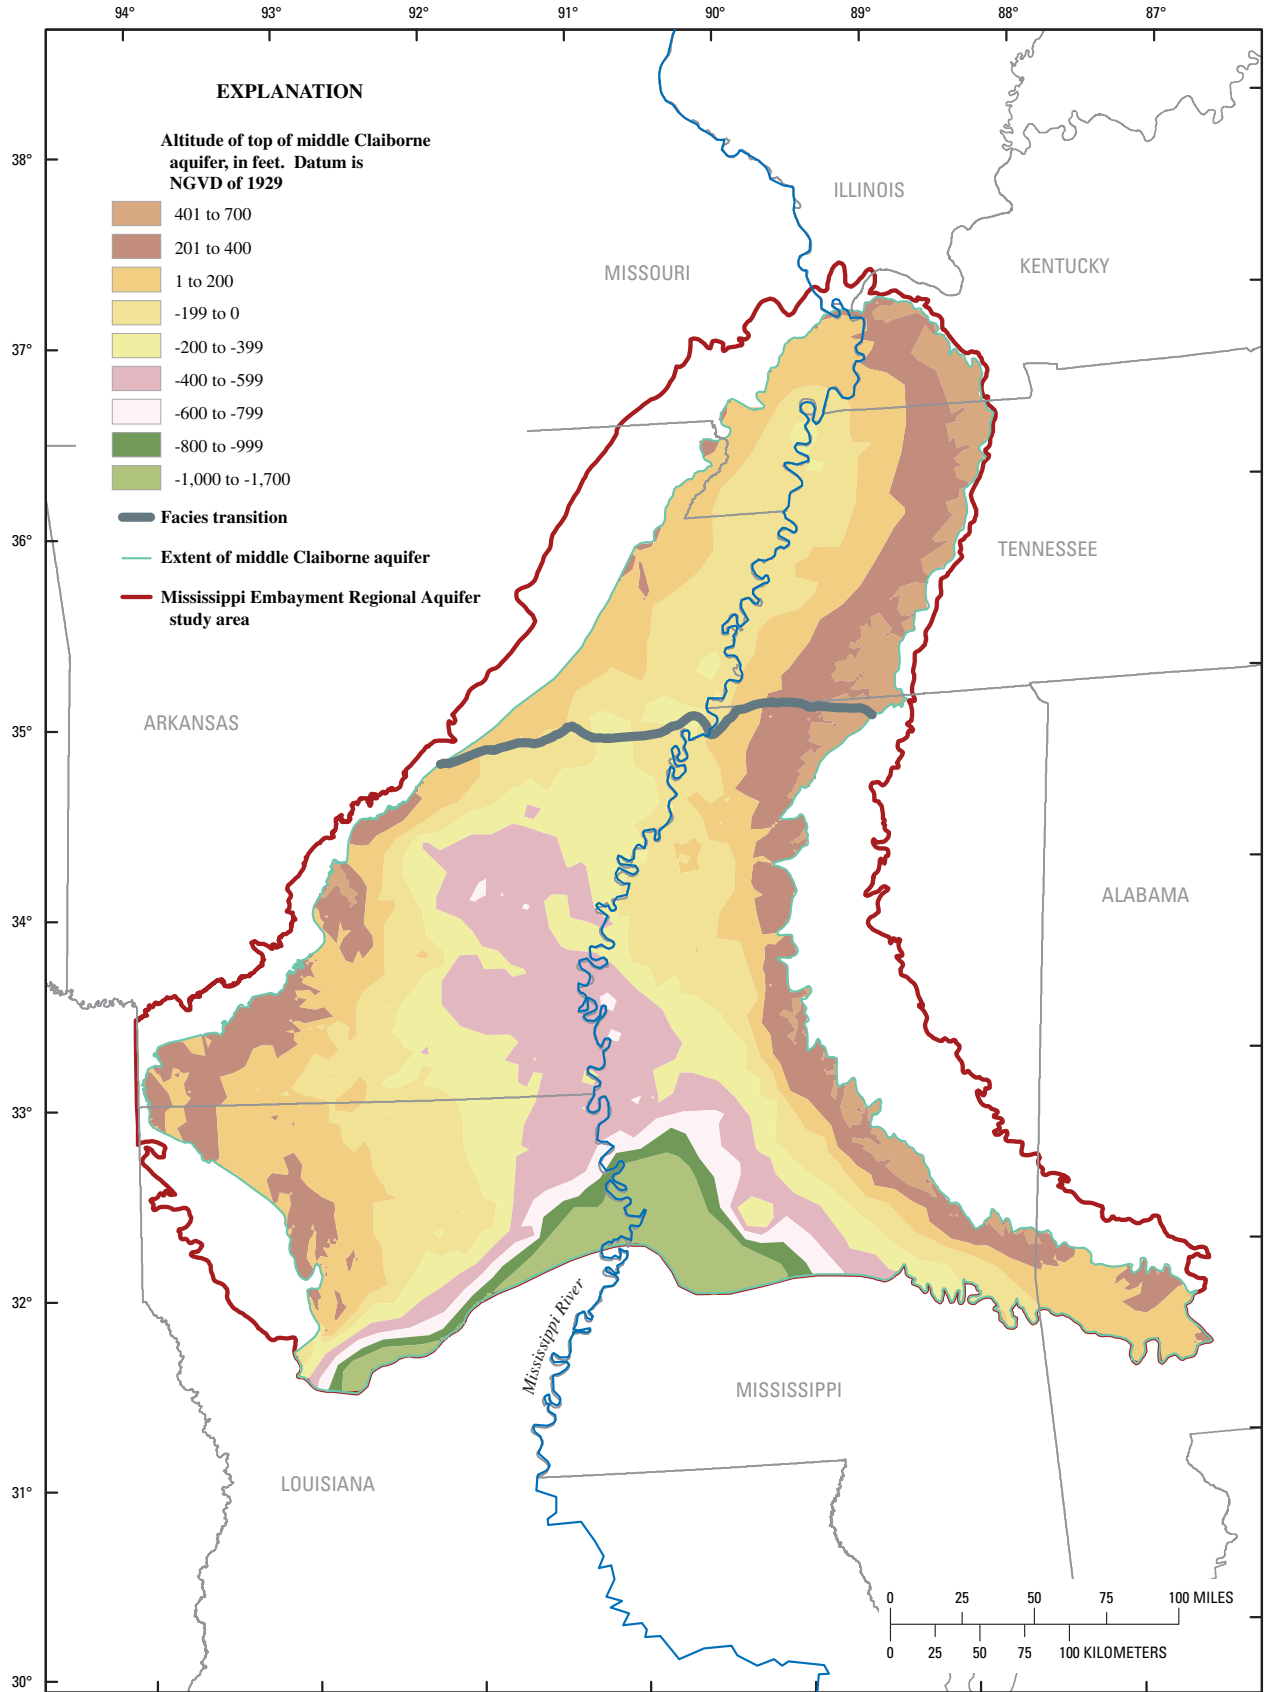 94° 93° 92° 91° 90° 89° 88° 87°
EXPLANATION
Altitude of top of middle Claiborne
aquifer, in feet. Datum is
NGVD of 1929
401 to 700
201 to 400
1 to 200
-199 to 0
-200 to -399
-400 to -599
-600 to -799
-800 to -999
-1,000 to -1,700
Facies transition
Extent of middle Claiborne aquifer
Mississippi Embayment Regional Aquifer
study area
38°
37°
36°
35°
34°
33°
32°
31°
30°
ILLINOIS
MISSOURI
KENTUCKY
TENNESSEE
ARKANSAS
ALABAMA
Mississippi River
MISSISSIPPI
LOUISIANA
0 25 50 75 100 MILES
0 25 50 75 100 KILOMETERS